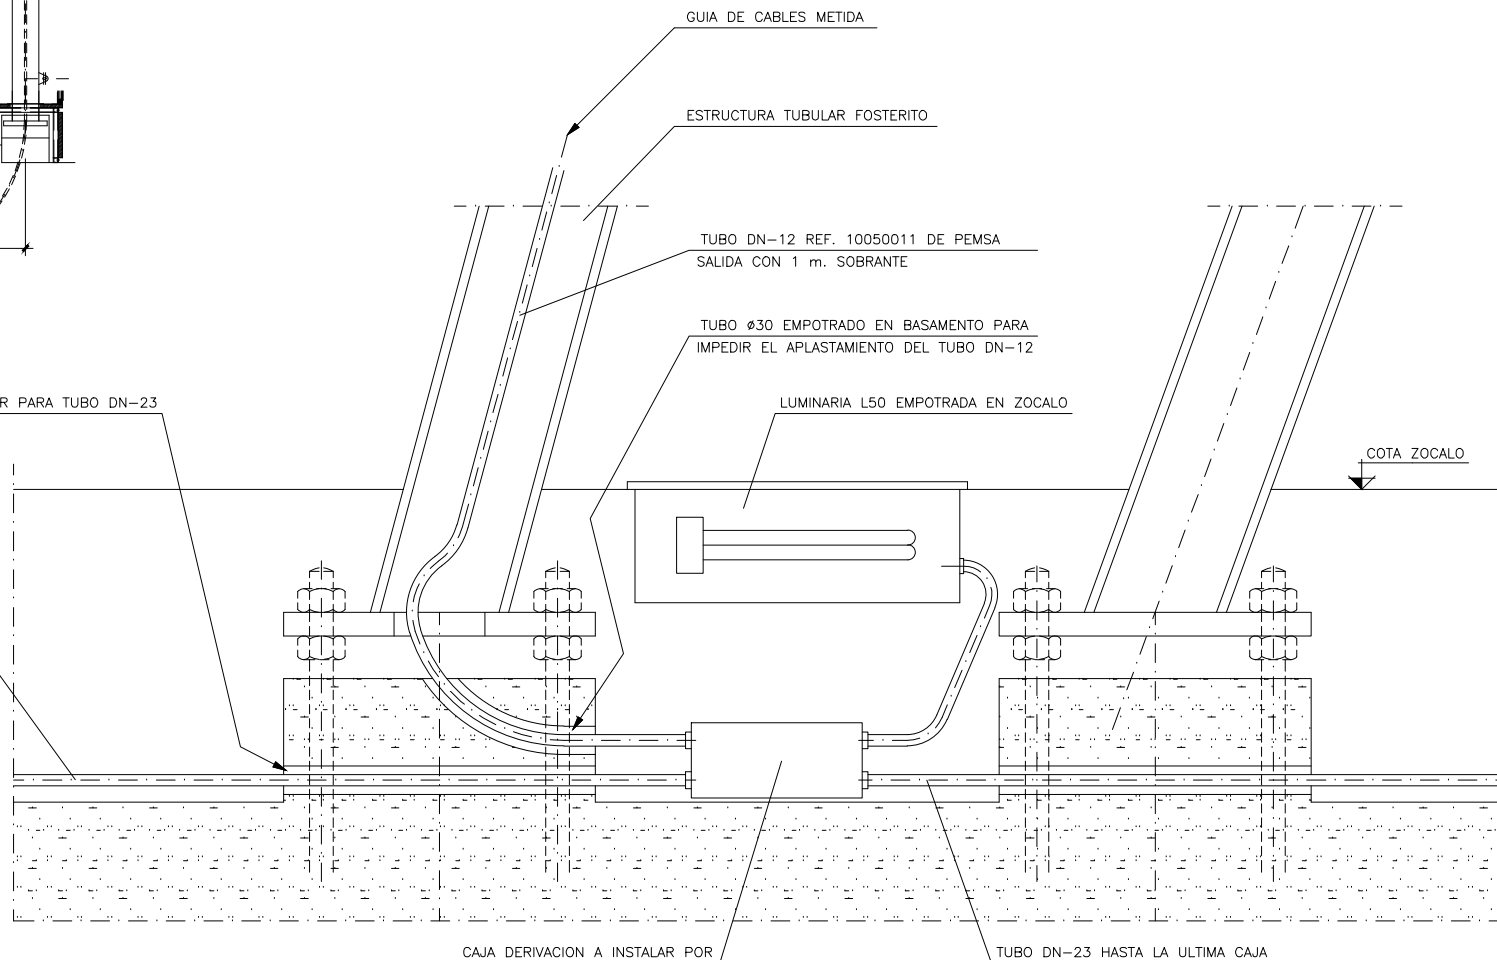 GUIA DE CABLES METIDA
ESTRUCTURA TUBULAR FOSTERITO
TUBO DN-12 REF. 10050011 DE PEMSA
SALIDA CON 1 m. SOBRANTE
TUBO ø30 EMPOTRADO EN BASAMENTO PARA
IMPEDIR EL APLASTAMIENTO DEL TUBO DN-12
R PARA TUBO DN-23
LUMINARIA L50 EMPOTRADA EN ZOCALO
COTA ZOCALO
CAJA DERIVACION A INSTALAR POR
TUBO DN-23 HASTA LA ULTIMA CAJA